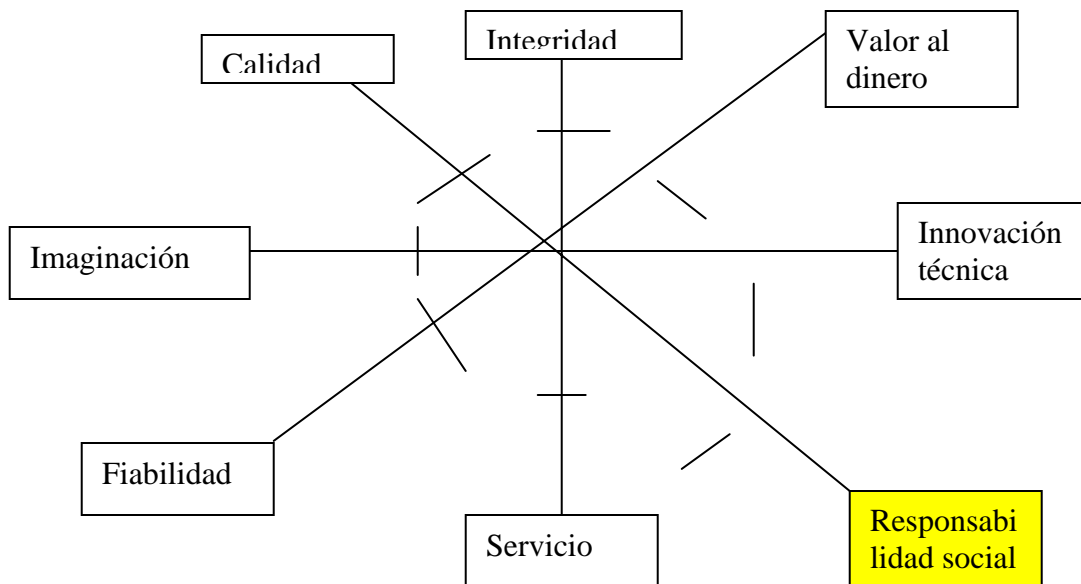 Integridad
Valor al
dinero
Calidad
Innovación
técnica
Imaginación
Fiabilidad
Servicio
Responsabi
lidad social